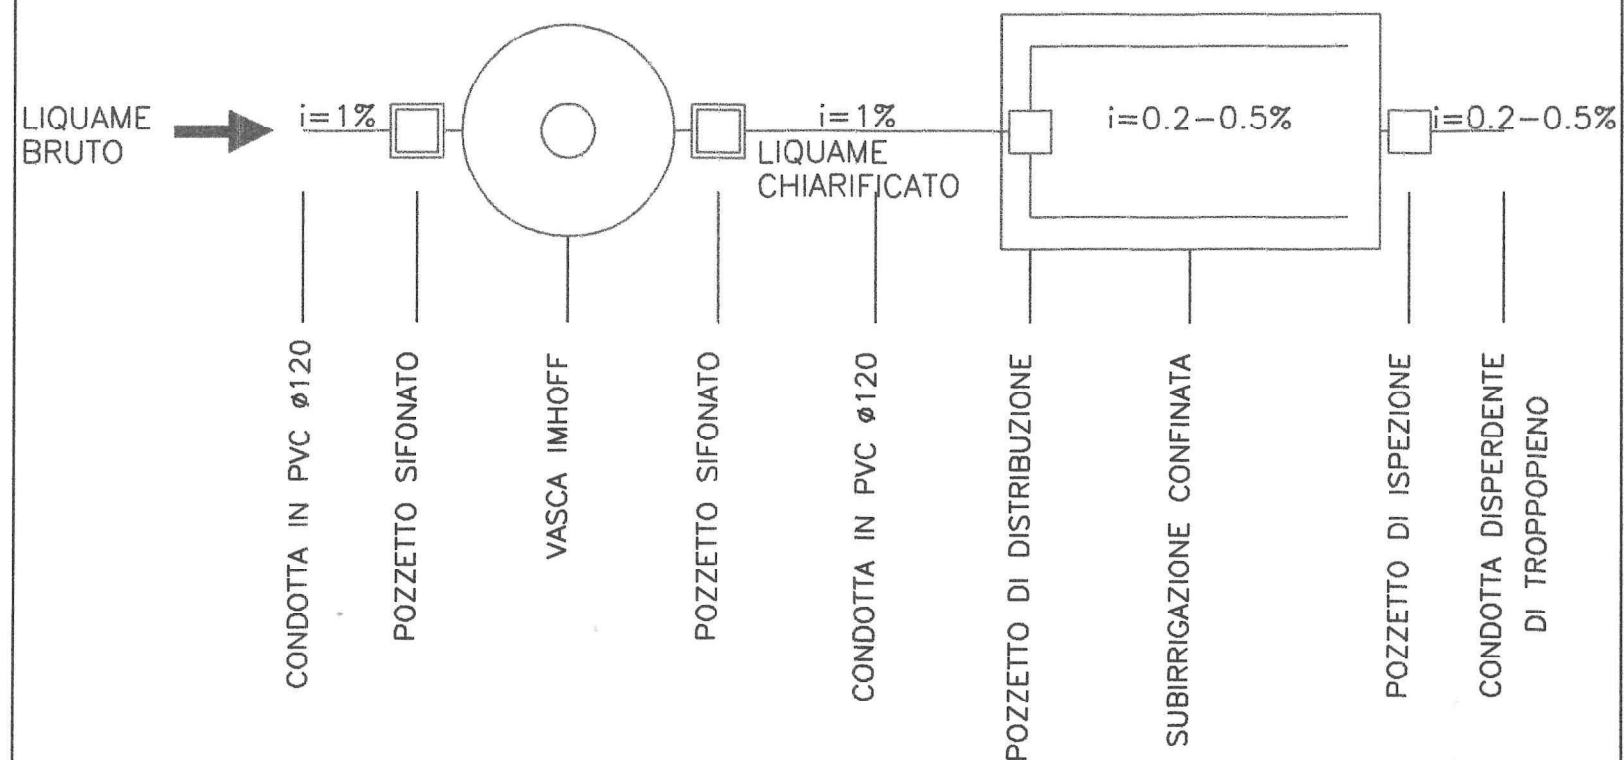 LIQUAME
BRUTO
i=1%
i=1%
LIQUAME
CHIARIFICATO
i=0.2-0.5%
i=0.2-0.5%
CONDOTTA IN PVC ø120
POZZETTO SIFONATO
VASCA IMHOFF
POZZETTO SIFONATO
CONDOTTA IN PVC ø120
POZZETTO DI DISTRIBUZIONE
SUBIRRIGAZIONE CONFINATA
POZZETTO DI ISPEZIONE
CONDOTTA DISPERDENTE
DI TROPPOPIENO